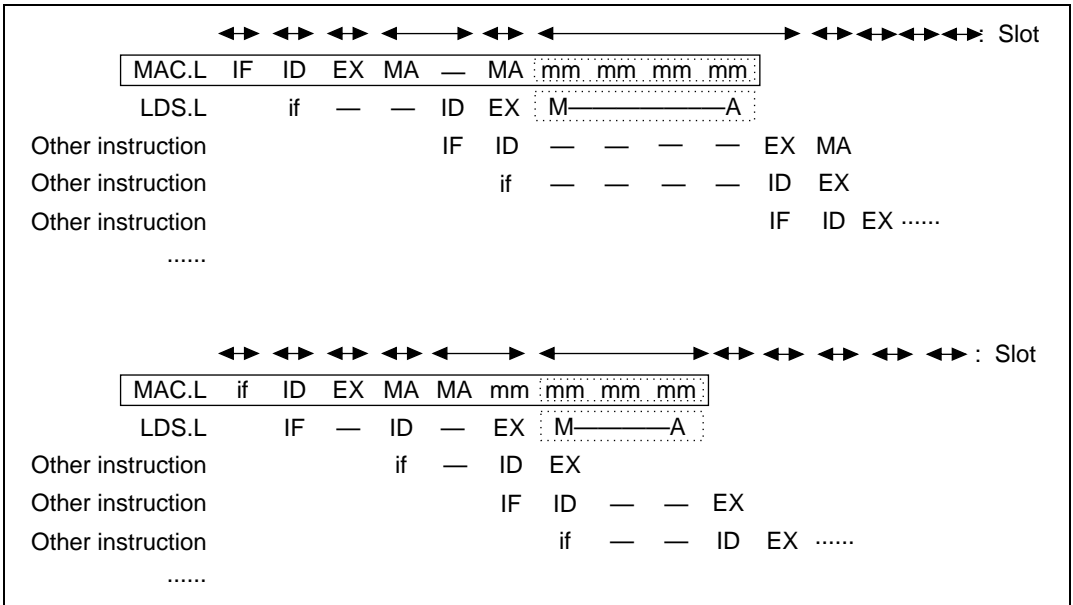 : Slot
MAC.L IF ID EX MA — MA mm mm mm mm
LDS.L if — — ID EX M———————A
Other instruction IF ID — — — — EX MA
Other instruction if — — — — ID EX
Other instruction IF ID EX ......
......
: Slot
MAC.L if ID EX MA MA mm mm mm mm
LDS.L IF — ID — EX M————A
Other instruction if — ID EX
Other instruction IF ID — — EX
Other instruction if — — ID EX ......
......